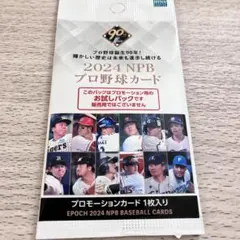 90
プロ野球誕生90年!
輝かしい歴史は未来も進歩し続ける
2024 NPB
プロ野球カード
このパックはプロモーション用の
お試しパックです
販売用ではございません
プロモーションカード 1枚入り
EPOCH 2024 NPB BASEBALL CARDS